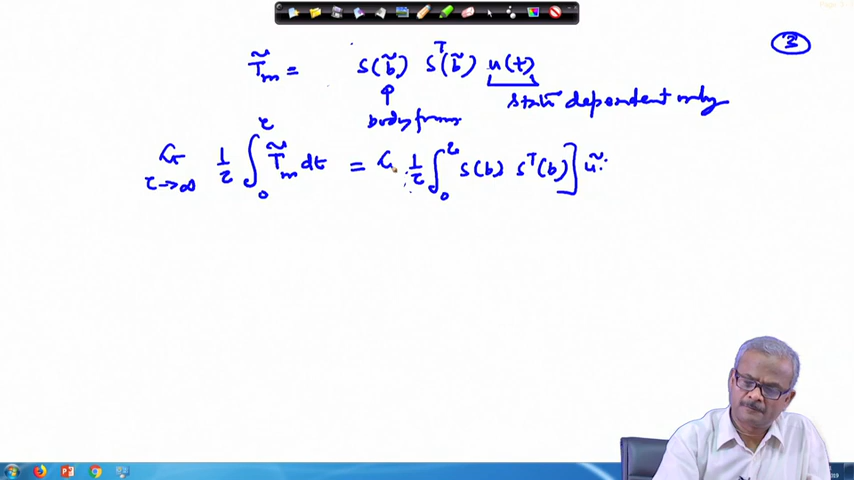 3
T̃m = S(b̃) Sᵀ(b̃) u(t)
state dependent only
body frame
Lt τ→∞ 1/τ ∫₀^τ T̃m dt = Lt 1/τ ∫₀^τ S(b) Sᵀ(b)] ũ